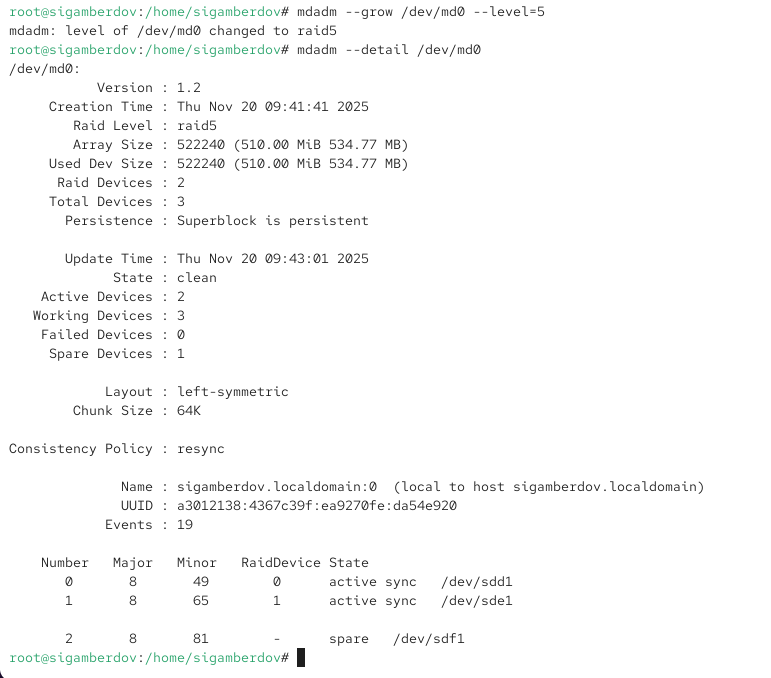 root@sigamberdov:/home/sigamberdov# mdadm --grow /dev/md0 --level=5
mdadm: level of /dev/md0 changed to raid5
root@sigamberdov:/home/sigamberdov# mdadm --detail /dev/md0
/dev/md0:
Version : 1.2
Creation Time : Thu Nov 20 09:41:41 2025
Raid Level : raid5
Array Size : 522240 (510.00 MiB 534.77 MB)
Used Dev Size : 522240 (510.00 MiB 534.77 MB)
Raid Devices : 2
Total Devices : 3
Persistence : Superblock is persistent
Update Time : Thu Nov 20 09:43:01 2025
State : clean
Active Devices : 2
Working Devices : 3
Failed Devices : 0
Spare Devices : 1
Layout : left-symmetric
Chunk Size : 64K
Consistency Policy : resync
Name : sigamberdov.localdomain:0 (local to host sigamberdov.localdomain)
UUID : a3012138:4367c39f:ea9270fe:da54e920
Events : 19
Number Major Minor RaidDevice State
0 8 49 0 active sync /dev/sdd1
1 8 65 1 active sync /dev/sde1
2 8 81 - spare /dev/sdf1
root@sigamberdov:/home/sigamberdov#